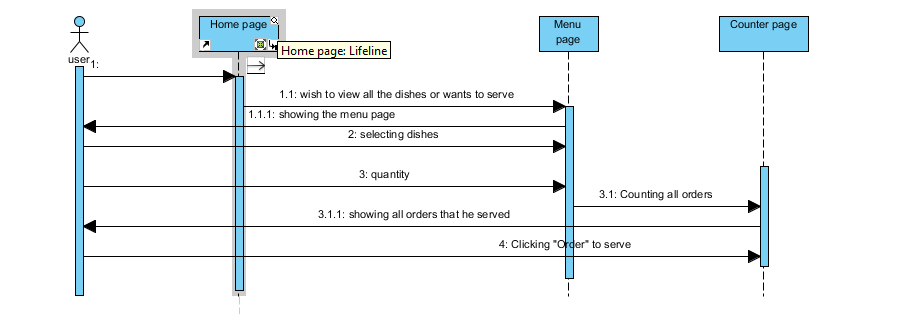 Home page
Menu
page
Counter page
Home page: Lifeline
user
1:
1.1: wish to view all the dishes or wants to serve
1.1.1: showing the menu page
2: selecting dishes
3: quantity
3.1: Counting all orders
3.1.1: showing all orders that he served
4: Clicking "Order" to serve